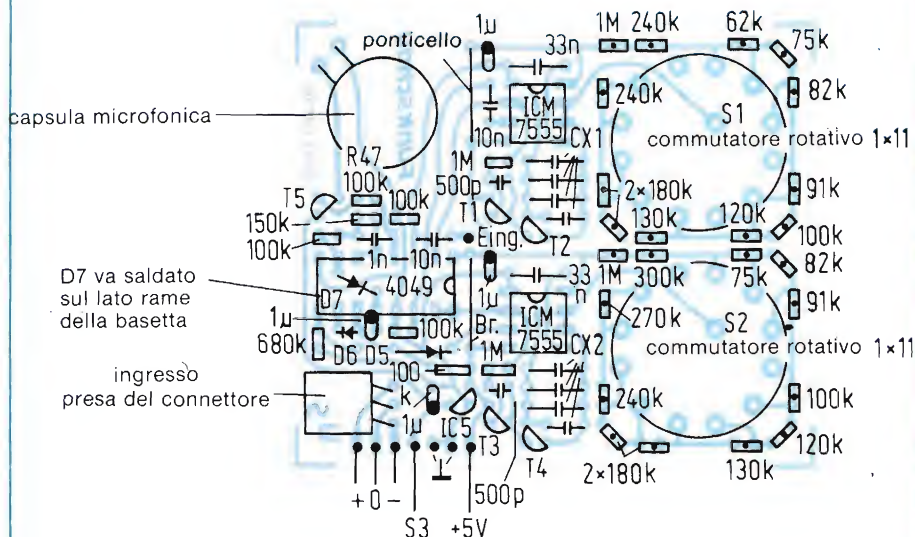 1µ
ponticello
33n
1M 240k
62k
75k
capsula microfonica
ICM
7555
10n
CX1
240k
82k
S1
commutatore rotativo 1×11
R47
100k
1M
500p
T5
150k
100k
T1
2×180k
91k
100k
Eing.
T2
130k
120k
100k
1n
10n
D7 va saldato
sul lato rame
della basetta
D7
4049
1µ
33
n
1M
300k
75k
82k
ICM
7555
270k
91k
S2
commutatore rotativo 1×11
1µ
680k
D6 D5
100k
Br.
1M
CX2
ingresso
presa del connettore
100
k
1µ
IC5
T3
T4
240k
100k
120k
2×180k
130k
500p
+ 0 -
S3
+5V